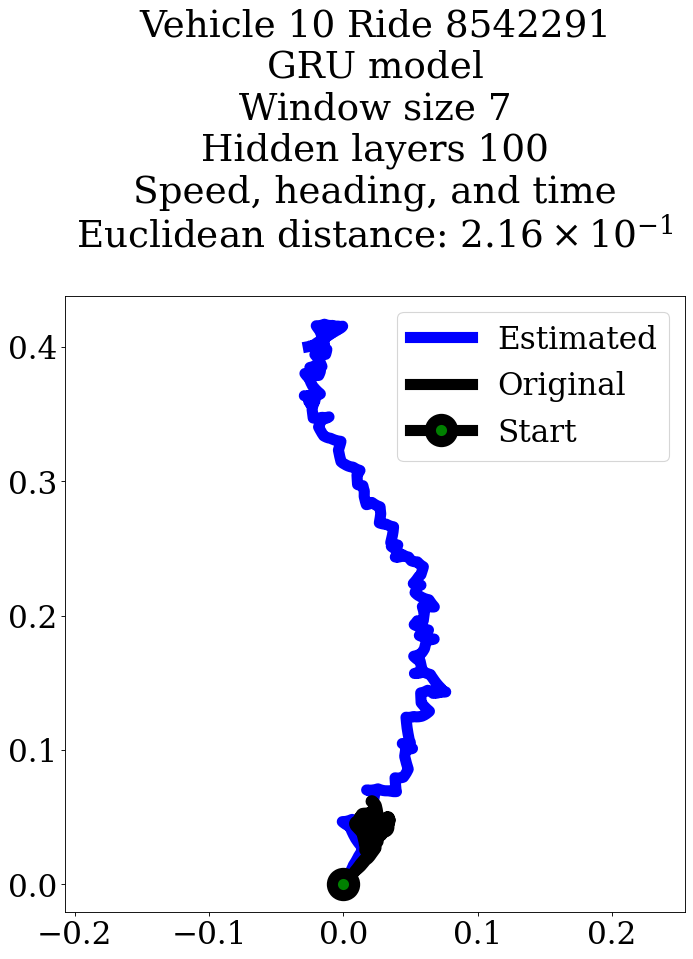 Vehicle 10 Ride 8542291
GRU model
Window size 7
Hidden layers 100
Speed, heading, and time
Euclidean distance: 2.16 × 10⁻¹
Estimated
Original
Start
0.4
0.3
0.2
0.1
0.0
−0.2 −0.1 0.0 0.1 0.2